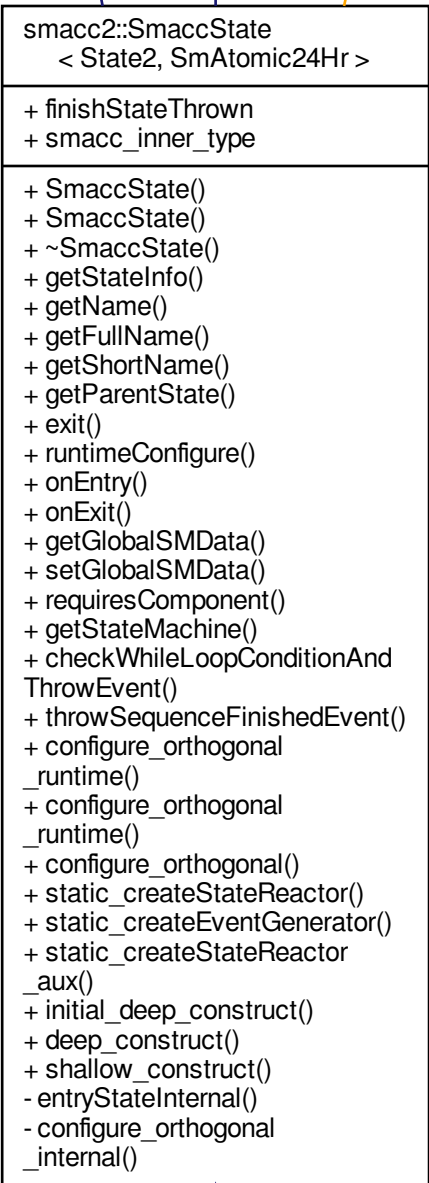 smacc2::SmaccState
< State2, SmAtomic24Hr >
+ finishStateThrown
+ smacc_inner_type
+ SmaccState()
+ SmaccState()
+ ~SmaccState()
+ getStateInfo()
+ getName()
+ getFullName()
+ getShortName()
+ getParentState()
+ exit()
+ runtimeConfigure()
+ onEntry()
+ onExit()
+ getGlobalSMData()
+ setGlobalSMData()
+ requiresComponent()
+ getStateMachine()
+ checkWhileLoopConditionAnd
ThrowEvent()
+ throwSequenceFinishedEvent()
+ configure_orthogonal
_runtime()
+ configure_orthogonal
_runtime()
+ configure_orthogonal()
+ static_createStateReactor()
+ static_createEventGenerator()
+ static_createStateReactor
_aux()
+ initial_deep_construct()
+ deep_construct()
+ shallow_construct()
- entryStateInternal()
- configure_orthogonal
_internal()